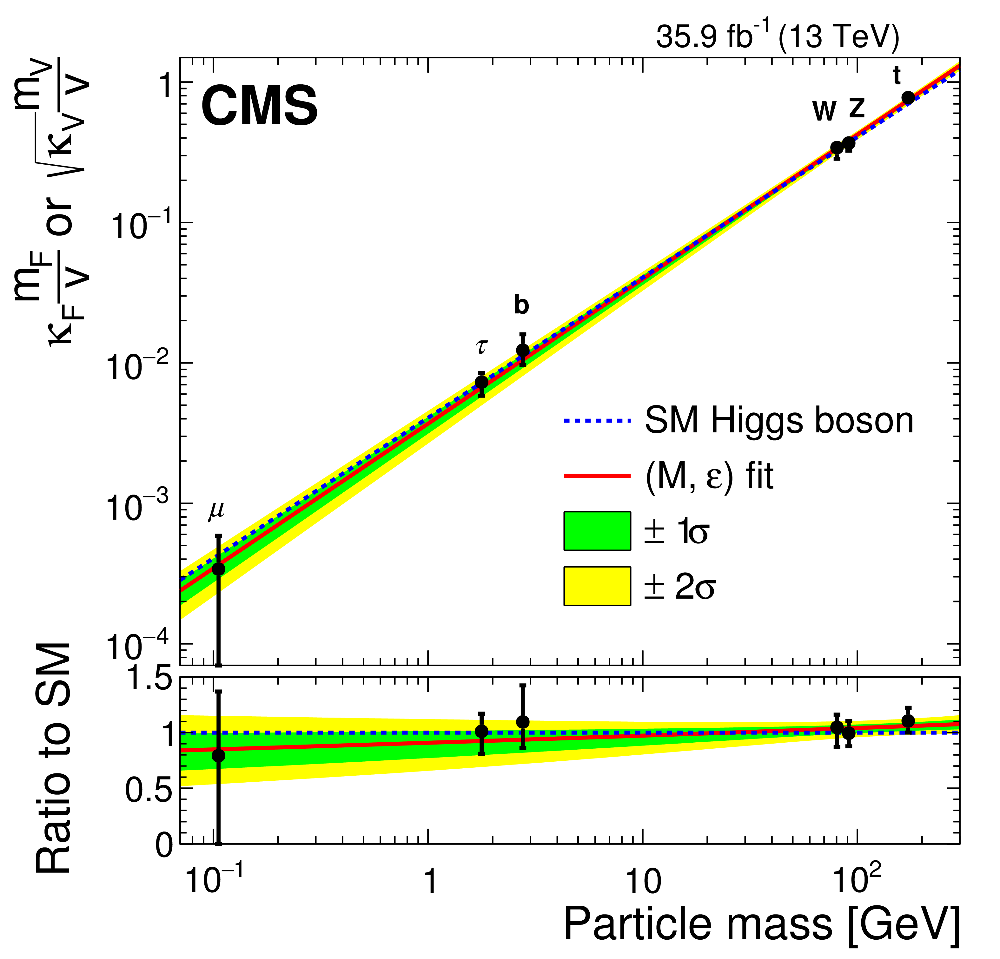 35.9 fb⁻¹ (13 TeV)
CMS
κ_F m_F/v or √κ_V m_V/v
1
10⁻¹
10⁻²
10⁻³
10⁻⁴
μ
τ
b
W
Z
t
SM Higgs boson
(M, ε) fit
± 1σ
± 2σ
Ratio to SM
1.5
1
0.5
0
10⁻¹
1
10
10²
Particle mass [GeV]